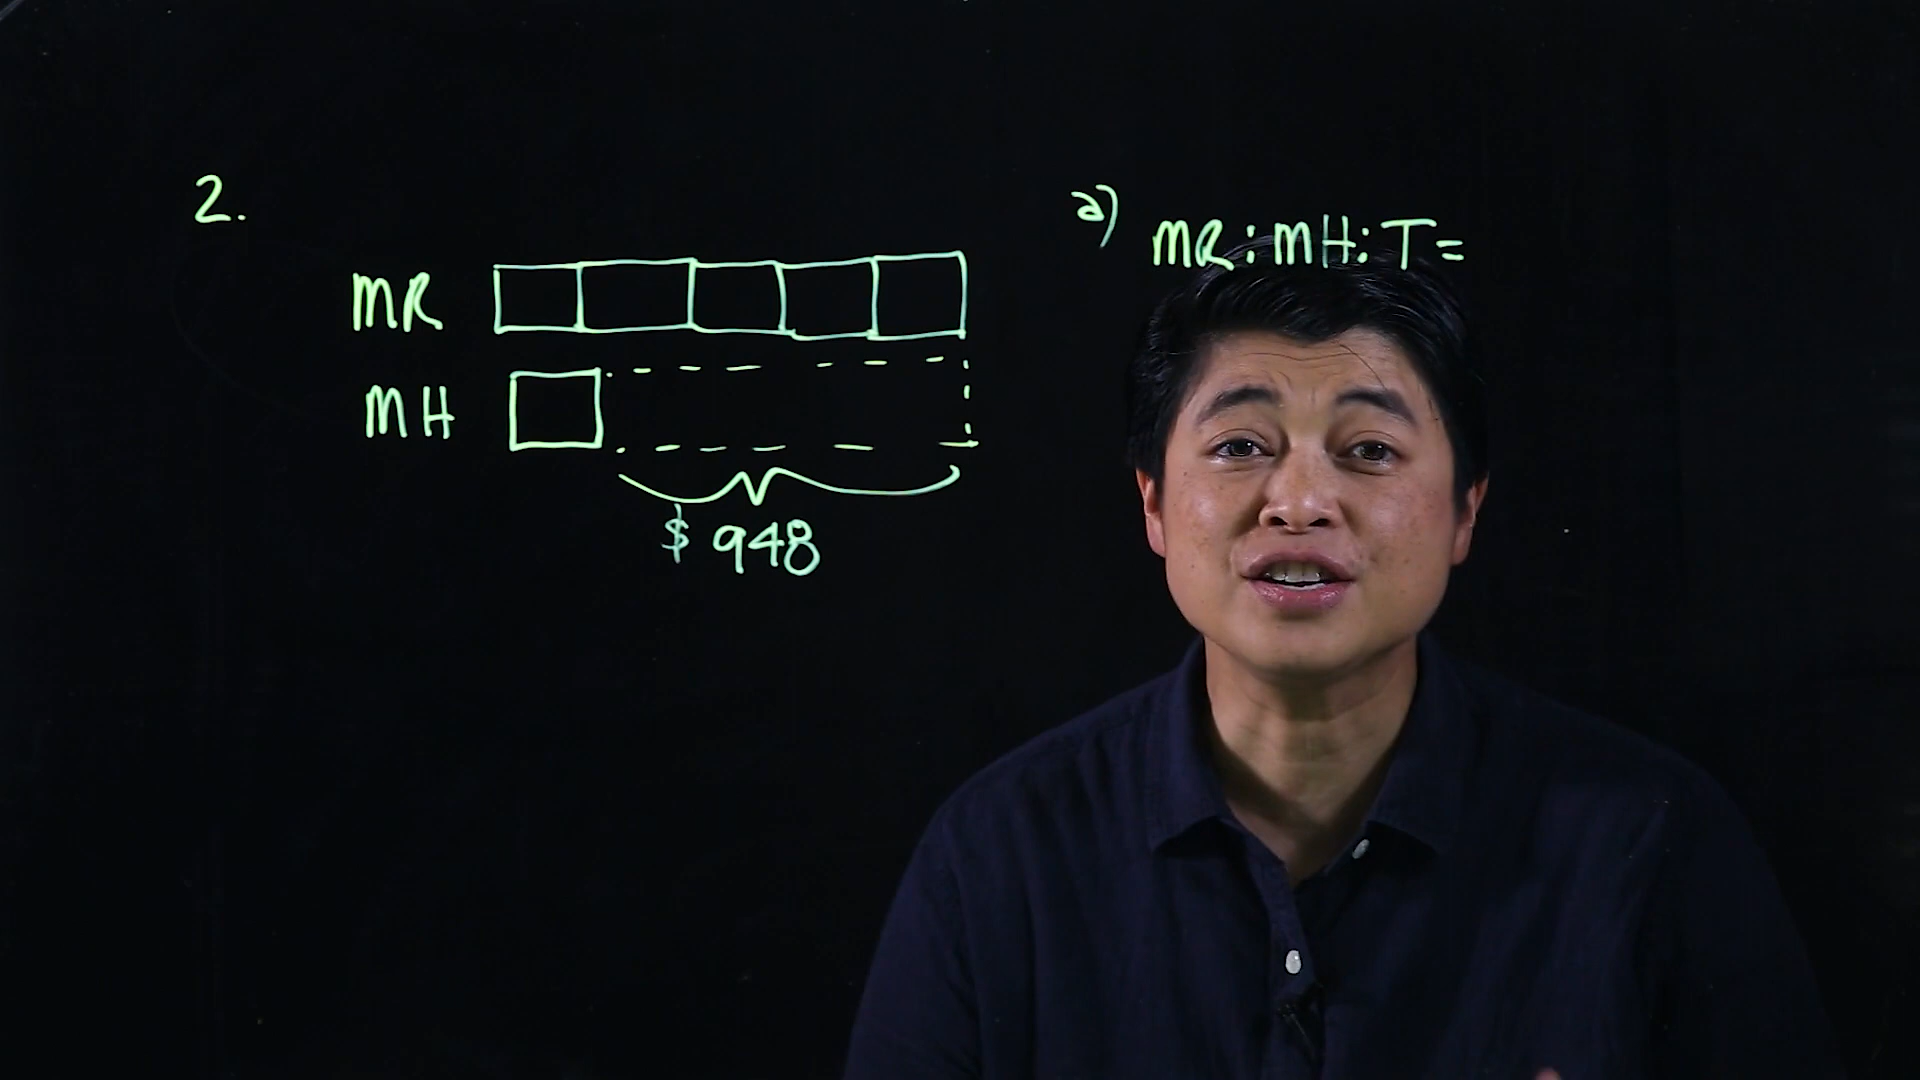 2.
MR
MH
$ 948
a) MR : MH : T =